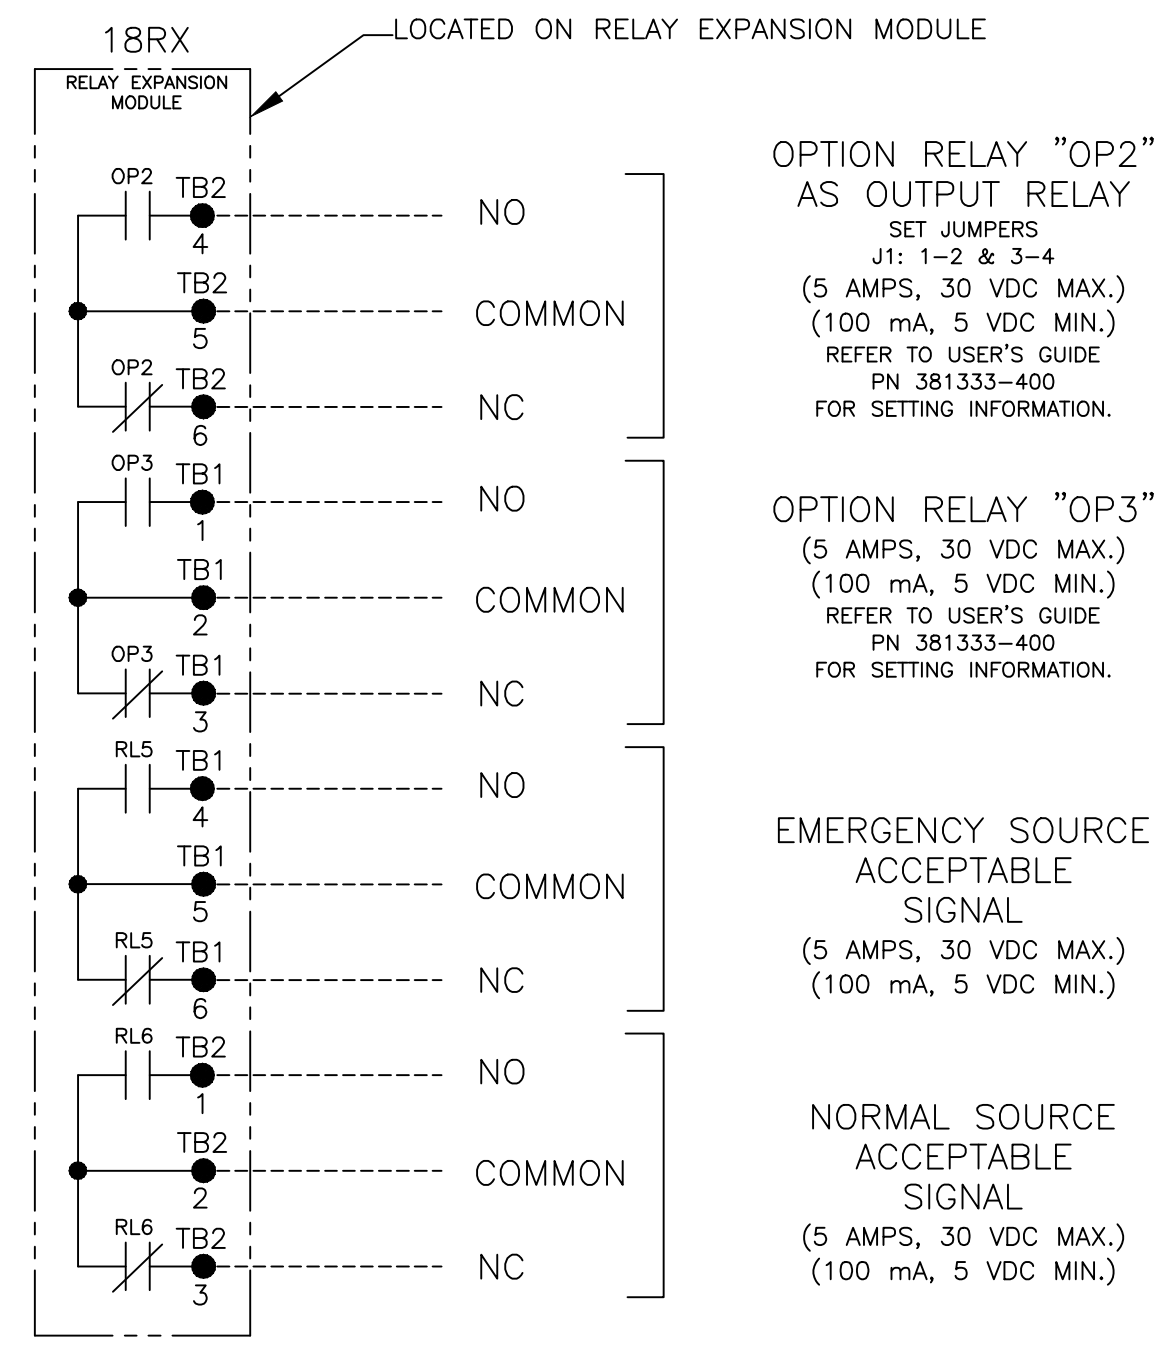 18RX
LOCATED ON RELAY EXPANSION MODULE
RELAY EXPANSION
MODULE
OP2 TB2
4
NO
TB2
5
COMMON
OP2 TB2
6
NC
OPTION RELAY "OP2"
AS OUTPUT RELAY
SET JUMPERS
J1: 1-2 & 3-4
(5 AMPS, 30 VDC MAX.)
(100 mA, 5 VDC MIN.)
REFER TO USER'S GUIDE
PN 381333-400
FOR SETTING INFORMATION.
OP3 TB1
1
NO
TB1
2
COMMON
OP3 TB1
3
NC
OPTION RELAY "OP3"
(5 AMPS, 30 VDC MAX.)
(100 mA, 5 VDC MIN.)
REFER TO USER'S GUIDE
PN 381333-400
FOR SETTING INFORMATION.
RL5 TB1
4
NO
TB1
5
COMMON
RL5 TB1
6
NC
EMERGENCY SOURCE
ACCEPTABLE
SIGNAL
(5 AMPS, 30 VDC MAX.)
(100 mA, 5 VDC MIN.)
RL6 TB2
1
NO
TB2
2
COMMON
RL6 TB2
3
NC
NORMAL SOURCE
ACCEPTABLE
SIGNAL
(5 AMPS, 30 VDC MAX.)
(100 mA, 5 VDC MIN.)